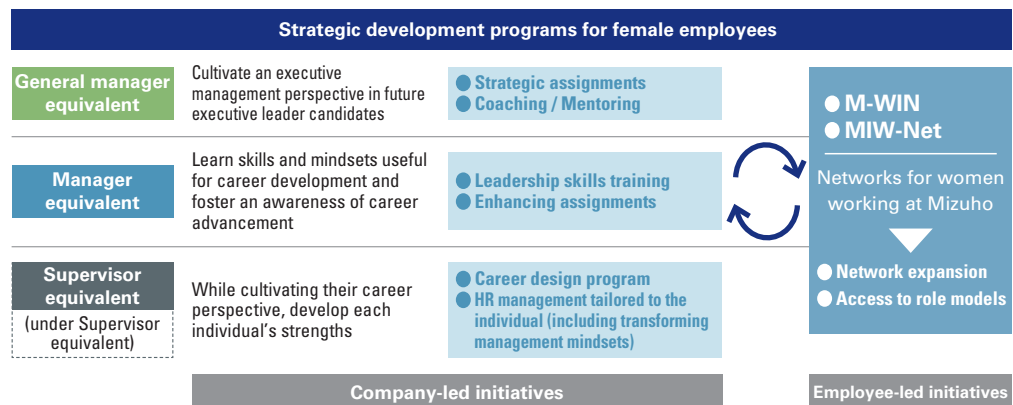 Strategic development programs for female employees
General manager
equivalent
Cultivate an executive
management perspective in future
executive leader candidates
● Strategic assignments
● Coaching / Mentoring
Manager
equivalent
Learn skills and mindsets useful
for career development and
foster an awareness of career
advancement
● Leadership skills training
● Enhancing assignments
Supervisor
equivalent
(under Supervisor
equivalent)
While cultivating their career
perspective, develop each
individual's strengths
● Career design program
● HR management tailored to the
individual (including transforming
management mindsets)
● M-WIN
● MIW-Net
Networks for women
working at Mizuho
● Network expansion
● Access to role models
Company-led initiatives
Employee-led initiatives